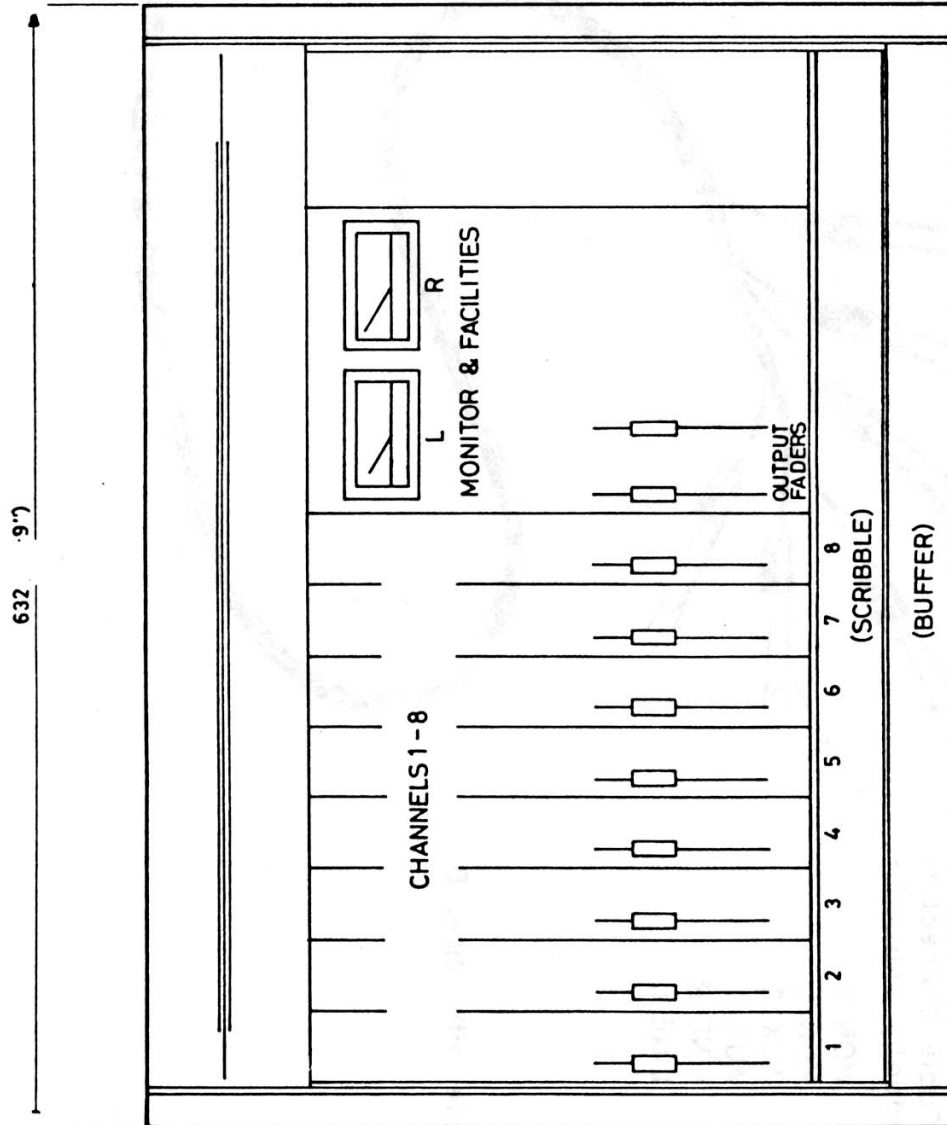 632 .9")
L R
MONITOR & FACILITIES
CHANNELS 1-8
OUTPUT
FADERS
1 2 3 4 5 6 7 8
(SCRIBBLE)
(BUFFER)